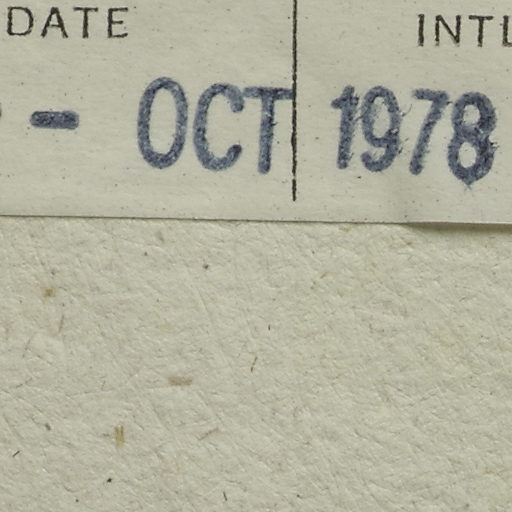 DATE INTL
- OCT 1978